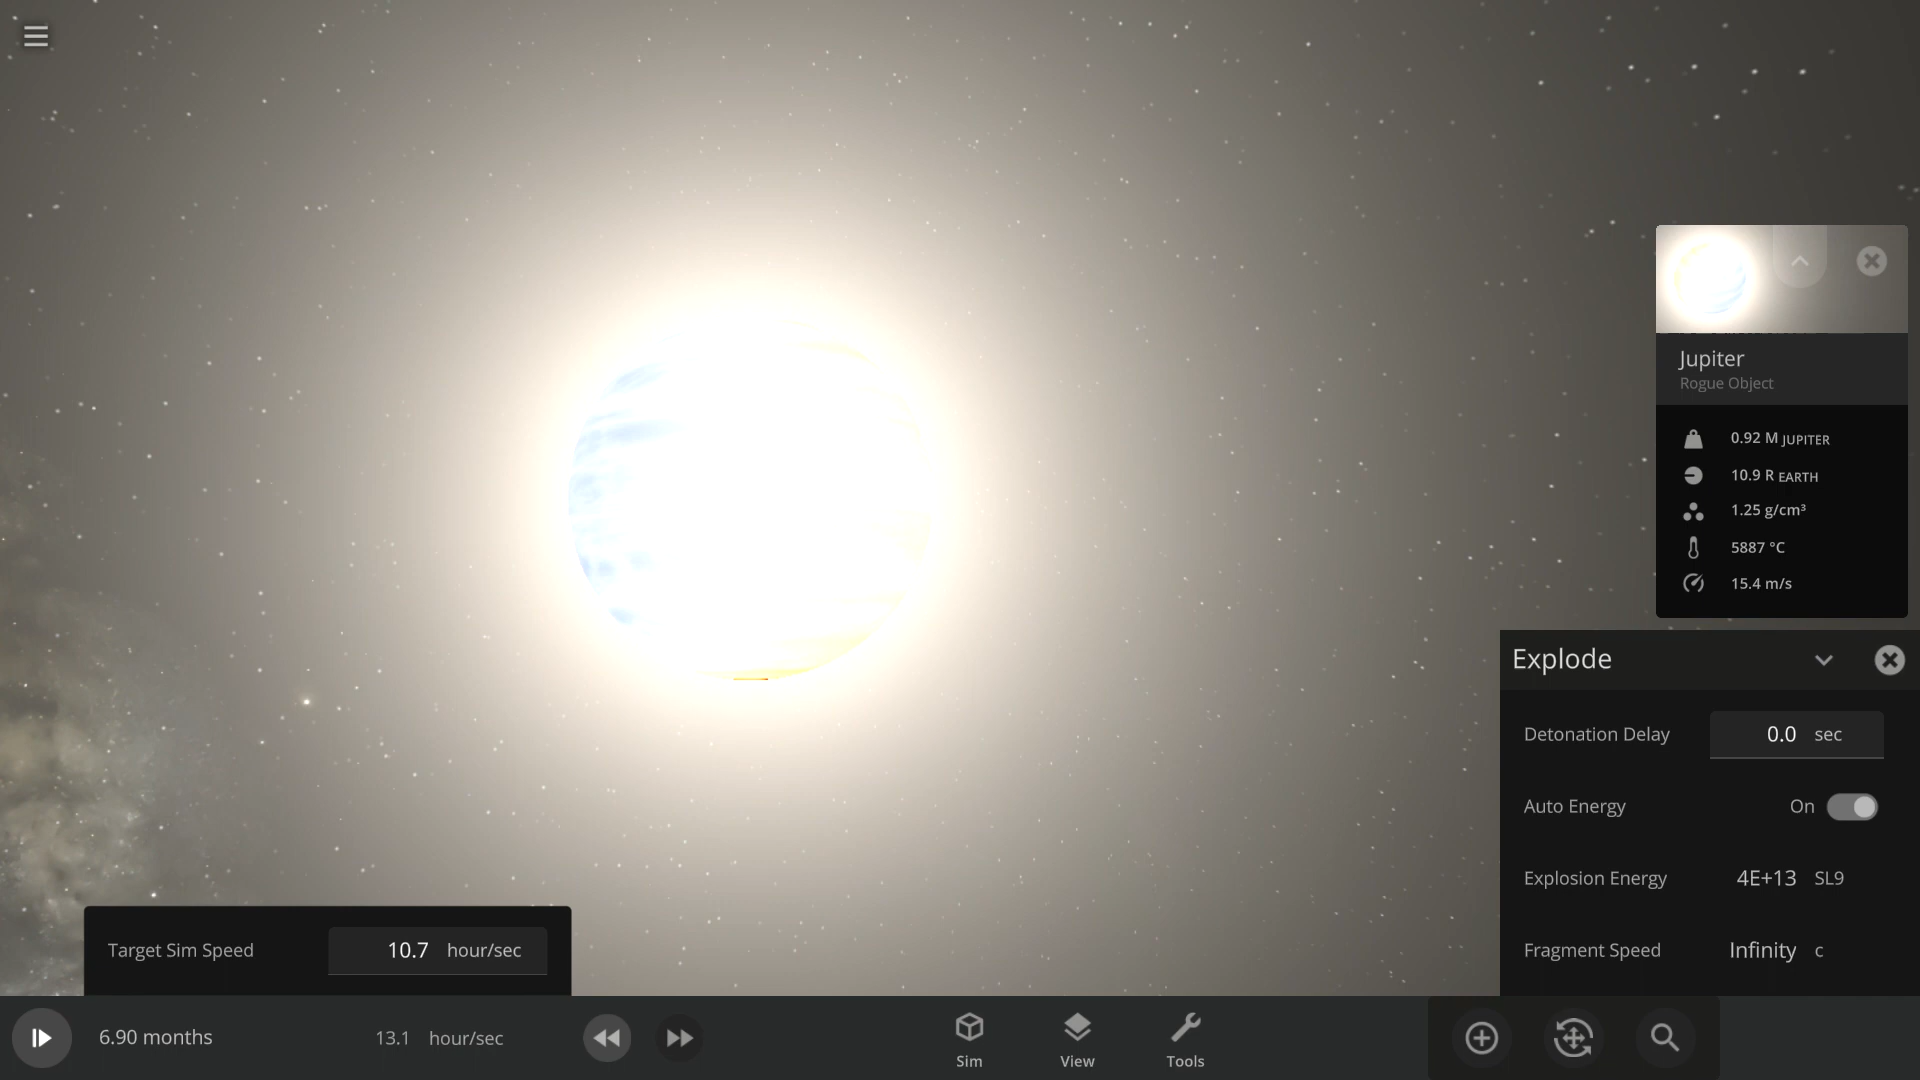 Jupiter
Rogue Object
0.92 M JUPITER
10.9 R EARTH
1.25 g/cm³
5887 °C
15.4 m/s
Explode
Detonation Delay 0.0 sec
Auto Energy On
Explosion Energy 4E+13 SL9
Fragment Speed Infinity c
Target Sim Speed 10.7 hour/sec
6.90 months 13.1 hour/sec
Sim View Tools